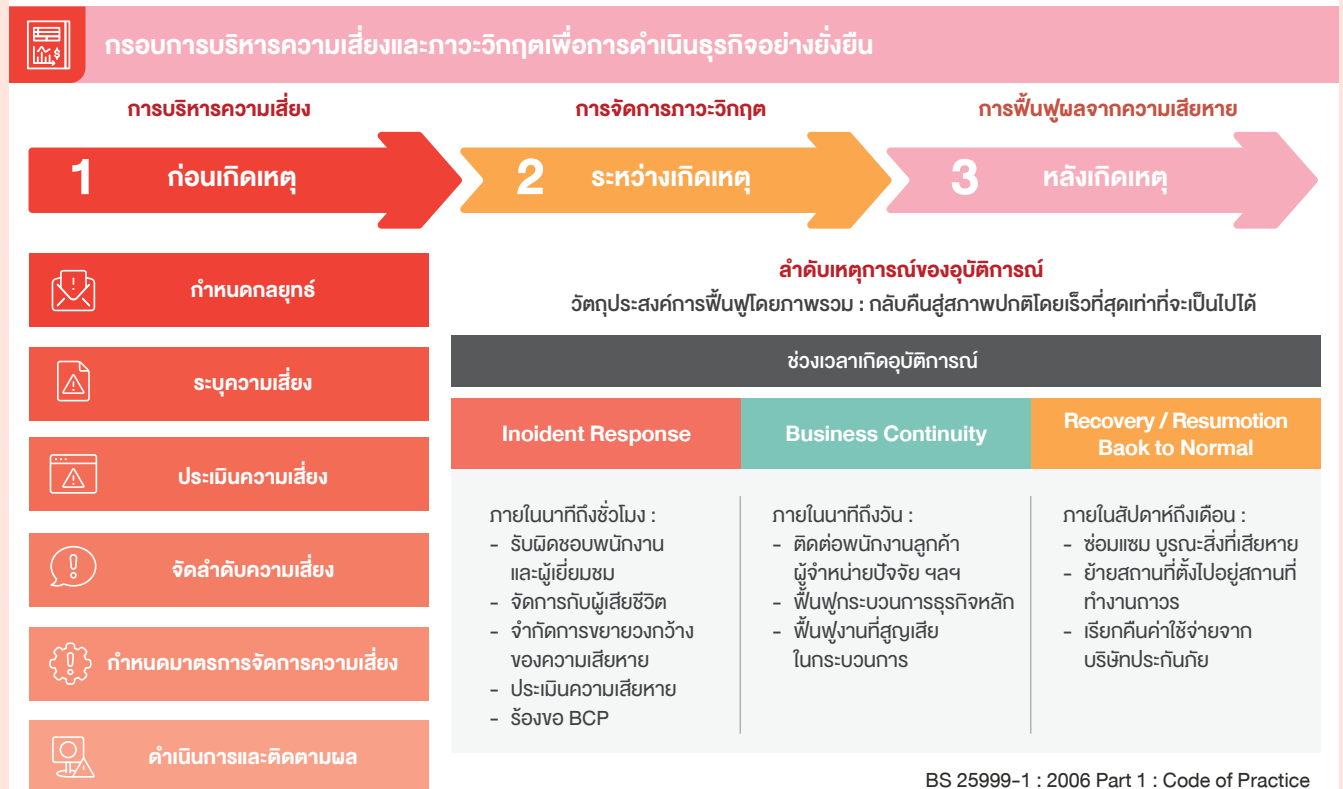 กรอบการบริหารความเสี่ยงและภาวะวิกฤตเพื่อการดำเนินธุรกิจอย่างยั่งยืน
การบริหารความเสี่ยง
การจัดการภาวะวิกฤต
การฟื้นฟูผลจากความเสียหาย
1 ก่อนเกิดเหตุ
2 ระหว่างเกิดเหตุ
3 หลังเกิดเหตุ
กำหนดกลยุทธ์
ระบุความเสี่ยง
ประเมินความเสี่ยง
จัดลำดับความเสี่ยง
กำหนดมาตรการจัดการความเสี่ยง
ดำเนินการและติดตามผล
ลำดับเหตุการณ์ของอุบัติการณ์
วัตถุประสงค์การฟื้นฟูโดยภาพรวม : กลับคืนสู่สภาพปกติโดยเร็วที่สุดเท่าที่จะเป็นไปได้
ช่วงเวลาเกิดอุบัติการณ์
Inoident Response
ภายในนาทีถึงชั่วโมง :
- รับผิดชอบพนักงาน
และผู้เยี่ยมชม
- จัดการกับผู้เสียชีวิต
- จำกัดการขยายวงกว้าง
ของความเสียหาย
- ประเมินความเสียหาย
- ร้องขอ BCP
Business Continuity
ภายในนาทีถึงวัน :
- ติดต่อพนักงานลูกค้า
ผู้จำหน่ายปัจจัย ฯลฯ
- ฟื้นฟูกระบวนการธุรกิจหลัก
- ฟื้นฟูงานที่สูญเสีย
ในกระบวนการ
Recovery / Resumotion
Baok to Normal
ภายในสัปดาห์ถึงเดือน :
- ซ่อมแซม บูรณะสิ่งที่เสียหาย
- ย้ายสถานที่ตั้งไปอยู่สถานที่
ทำงานถาวร
- เรียกคืนค่าใช้จ่ายจาก
บริษัทประกันภัย
BS 25999-1 : 2006 Part 1 : Code of Practice